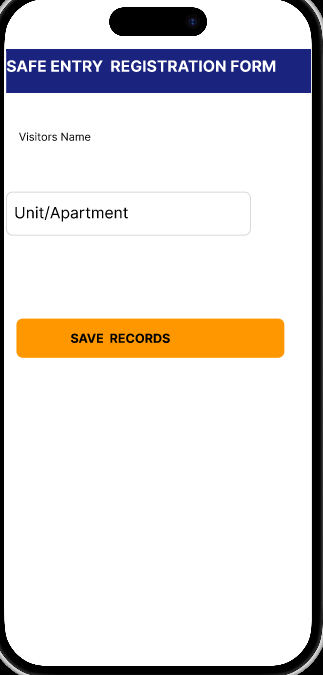 SAFE ENTRY REGISTRATION FORM
Visitors Name
Unit/Apartment
SAVE RECORDS